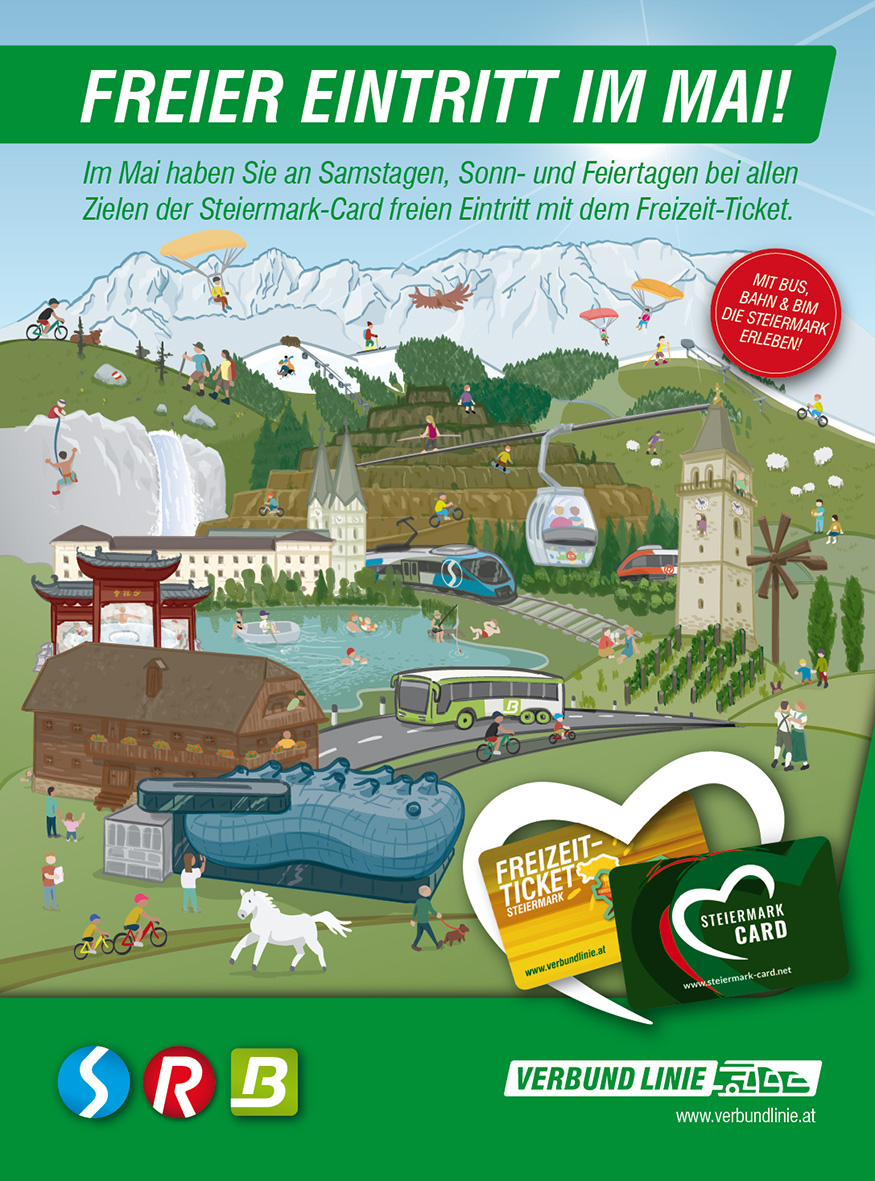 FREIER EINTRITT IM MAI!
Im Mai haben Sie an Samstagen, Sonn- und Feiertagen bei allen
Zielen der Steiermark-Card freien Eintritt mit dem Freizeit-Ticket.
MIT BUS,
BAHN & BIM
DIE STEIERMARK
ERLEBEN!
S
B
FREIZEIT-
TICKET
STEIERMARK
www.verbundlinie.at
STEIERMARK
CARD
www.steiermark-card.net
S R B
VERBUND LINIE
www.verbundlinie.at